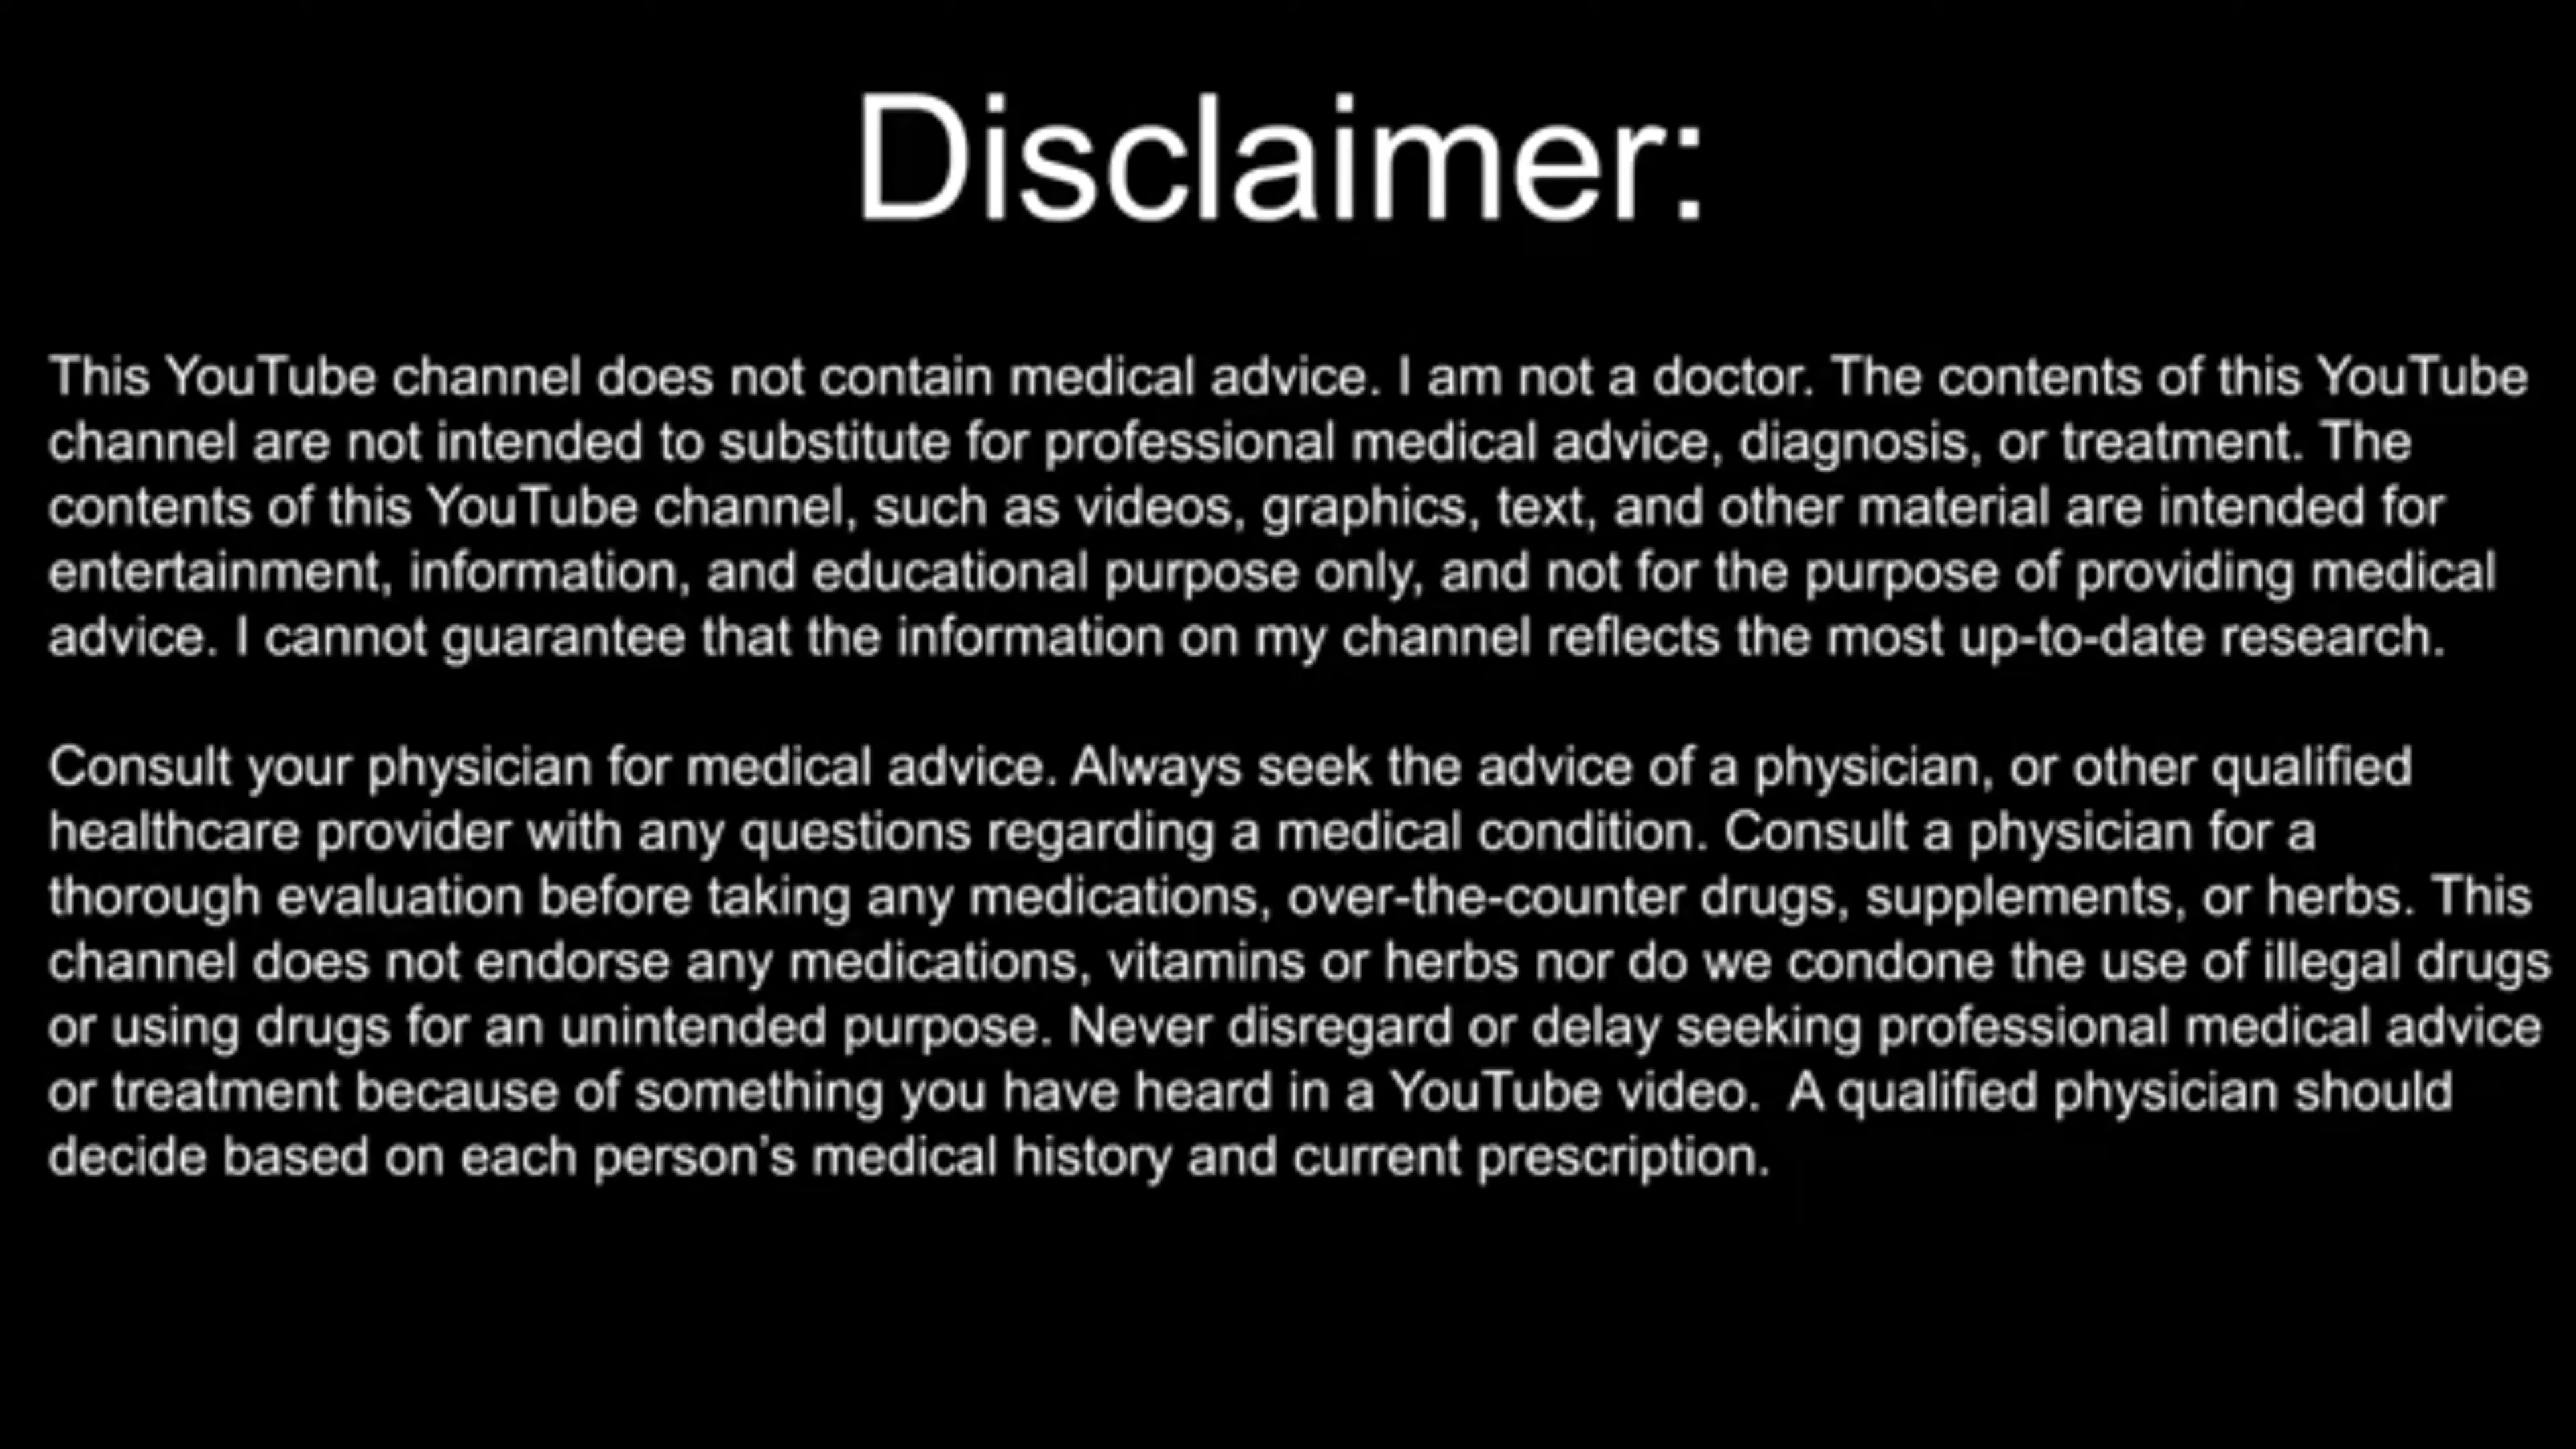 Disclaimer:
This YouTube channel does not contain medical advice. I am not a doctor. The contents of this YouTube
channel are not intended to substitute for professional medical advice, diagnosis, or treatment. The
contents of this YouTube channel, such as videos, graphics, text, and other material are intended for
entertainment, information, and educational purpose only, and not for the purpose of providing medical
advice. I cannot guarantee that the information on my channel reflects the most up-to-date research.
Consult your physician for medical advice. Always seek the advice of a physician, or other qualified
healthcare provider with any questions regarding a medical condition. Consult a physician for a
thorough evaluation before taking any medications, over-the-counter drugs, supplements, or herbs. This
channel does not endorse any medications, vitamins or herbs nor do we condone the use of illegal drugs
or using drugs for an unintended purpose. Never disregard or delay seeking professional medical advice
or treatment because of something you have heard in a YouTube video.  A qualified physician should
decide based on each person’s medical history and current prescription.